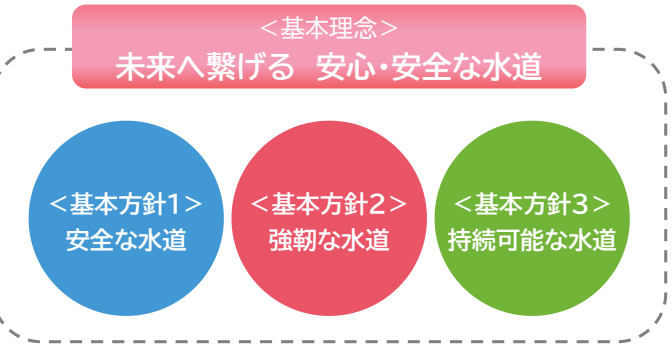 ＜基本理念＞
未来へ繋げる　安心・安全な水道
＜基本方針1＞
安全な水道
＜基本方針2＞
強靭な水道
＜基本方針3＞
持続可能な水道